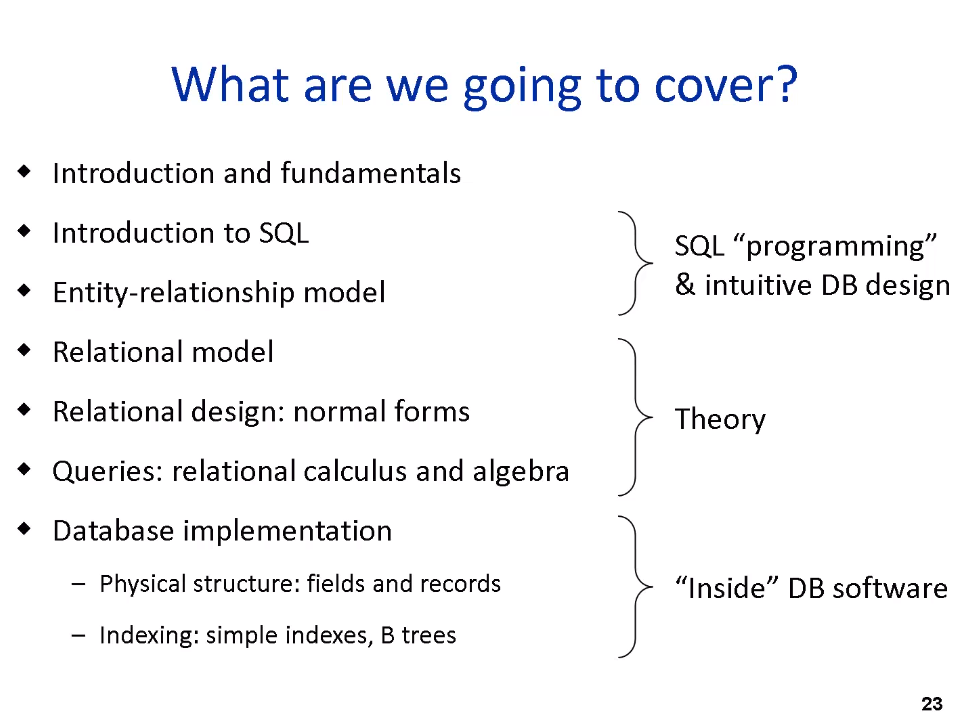 What are we going to cover?
◆ Introduction and fundamentals
◆ Introduction to SQL
◆ Entity-relationship model
SQL “programming”
& intuitive DB design
◆ Relational model
◆ Relational design: normal forms
◆ Queries: relational calculus and algebra
Theory
◆ Database implementation
– Physical structure: fields and records
– Indexing: simple indexes, B trees
“Inside” DB software
23